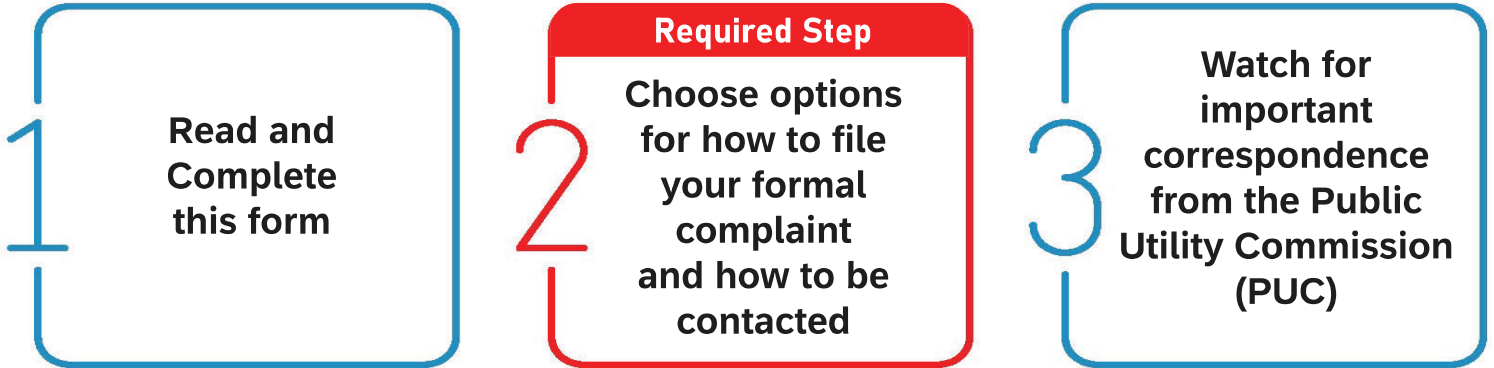 1
Read and
Complete
this form
Required Step
2
Choose options
for how to file
your formal
complaint
and how to be
contacted
3
Watch for
important
correspondence
from the Public
Utility Commission
(PUC)